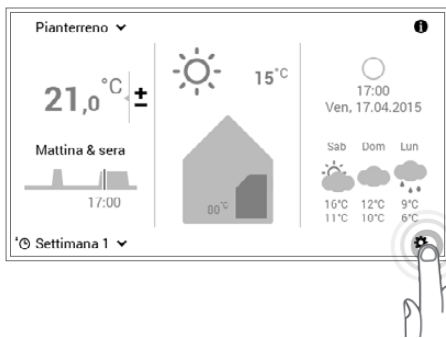 Pianterreno
21,0 °C ±
Mattina & sera
17:00
Settimana 1
15°C
00°C
17:00
Ven, 17.04.2015
Sab Dom Lun
16°C 12°C 9°C
11°C 10°C 6°C